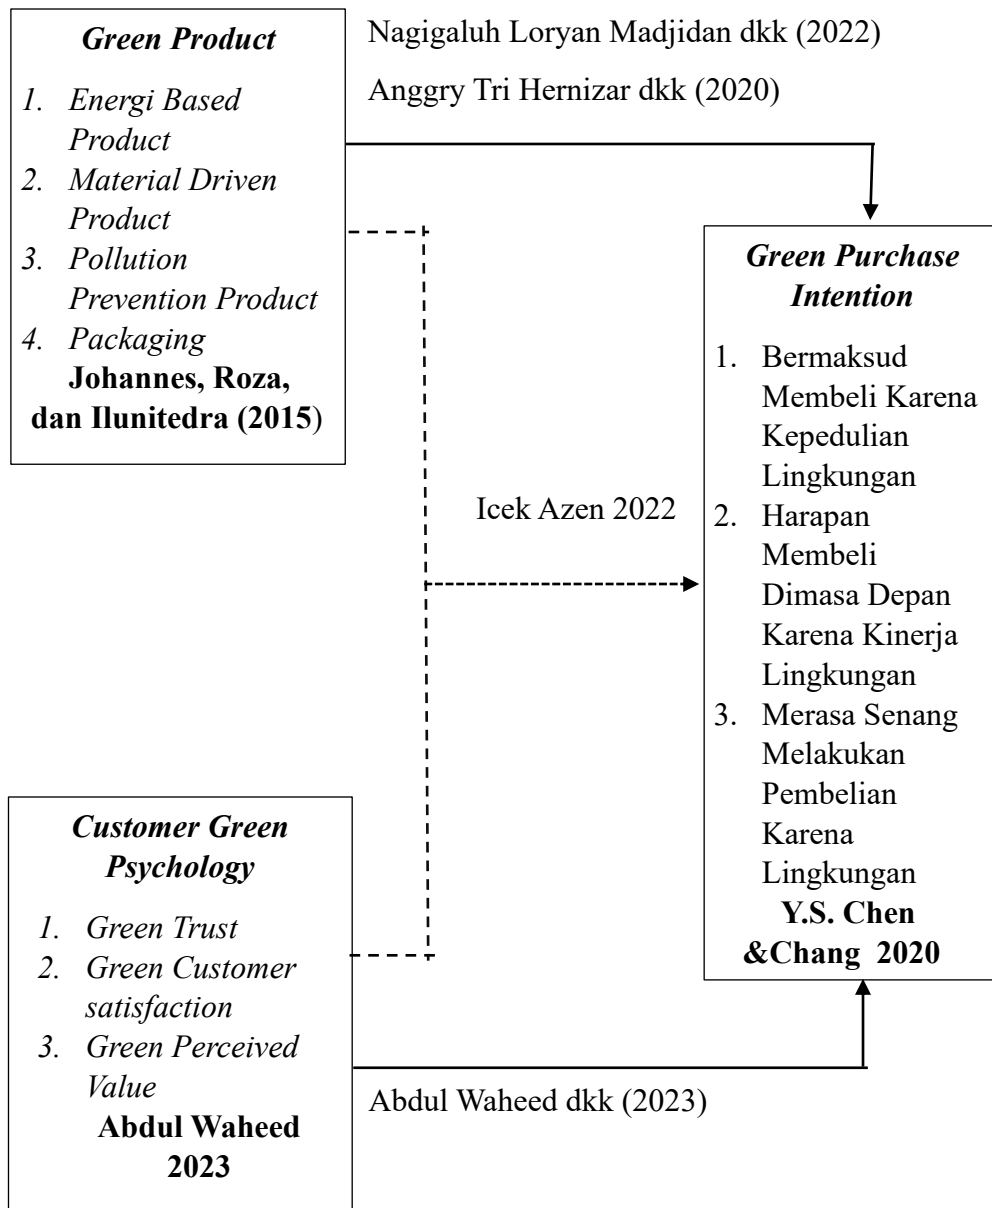 Green Product
1. Energi Based
Product
2. Material Driven
Product
3. Pollution
Prevention Product
4. Packaging
Johannes, Roza,
dan Ilunitedra (2015)
Nagigaluh Loryan Madjidan dkk (2022)
Anggry Tri Hernizar dkk (2020)
Icek Azen 2022
Green Purchase
Intention
1. Bermaksud
Membeli Karena
Kepedulian
Lingkungan
2. Harapan
Membeli
Dimasa Depan
Karena Kinerja
Lingkungan
3. Merasa Senang
Melakukan
Pembelian
Karena
Lingkungan
Y.S. Chen
&Chang 2020
Customer Green
Psychology
1. Green Trust
2. Green Customer
satisfaction
3. Green Perceived
Value
Abdul Waheed
2023
Abdul Waheed dkk (2023)